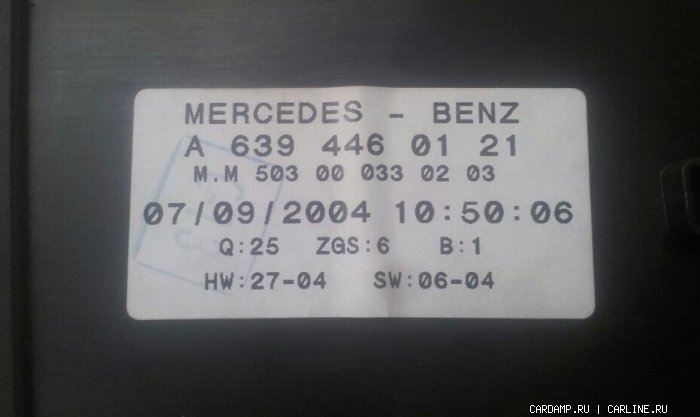 MERCEDES - BENZ
A 639 446 01 21
M.M 503 00 033 02 03
07/09/2004 10:50:06
Q:25 ZGS:6 B:1
HW:27-04 SW:06-04
CARDAMP.RU | CARLINE.RU